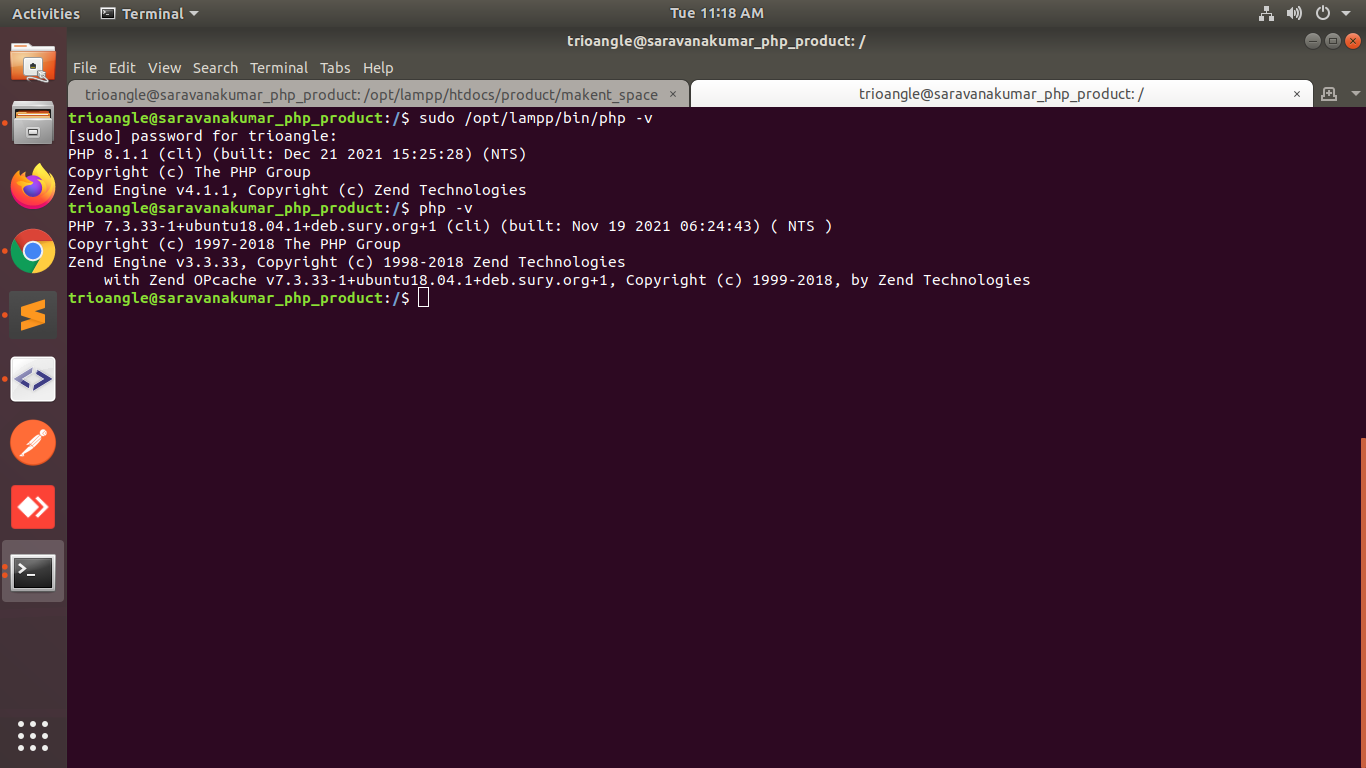 Activities Terminal Tue 11:18 AM
trioangle@saravanakumar_php_product: /
File Edit View Search Terminal Tabs Help
trioangle@saravanakumar_php_product: /opt/lampp/htdocs/product/makent_space × trioangle@saravanakumar_php_product: / ×
trioangle@saravanakumar_php_product:/$ sudo /opt/lampp/bin/php -v
[sudo] password for trioangle:
PHP 8.1.1 (cli) (built: Dec 21 2021 15:25:28) (NTS)
Copyright (c) The PHP Group
Zend Engine v4.1.1, Copyright (c) Zend Technologies
trioangle@saravanakumar_php_product:/$ php -v
PHP 7.3.33-1+ubuntu18.04.1+deb.sury.org+1 (cli) (built: Nov 19 2021 06:24:43) ( NTS )
Copyright (c) 1997-2018 The PHP Group
Zend Engine v3.3.33, Copyright (c) 1998-2018 Zend Technologies
    with Zend OPcache v7.3.33-1+ubuntu18.04.1+deb.sury.org+1, Copyright (c) 1999-2018, by Zend Technologies
trioangle@saravanakumar_php_product:/$